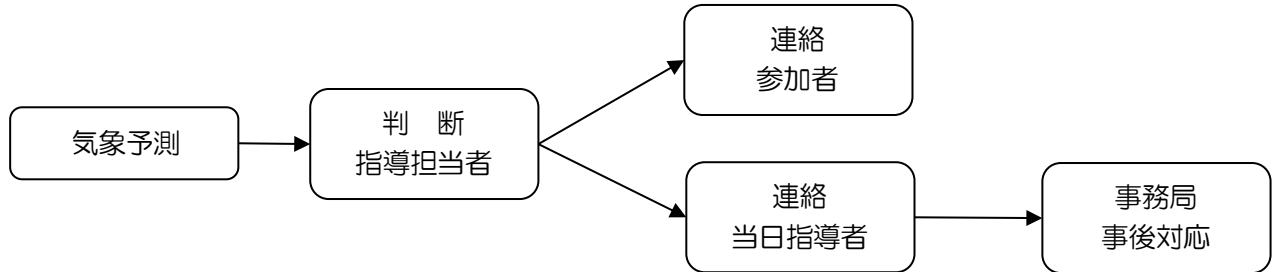 気象予測
判　断
指導担当者
連絡
参加者
連絡
当日指導者
事務局
事後対応